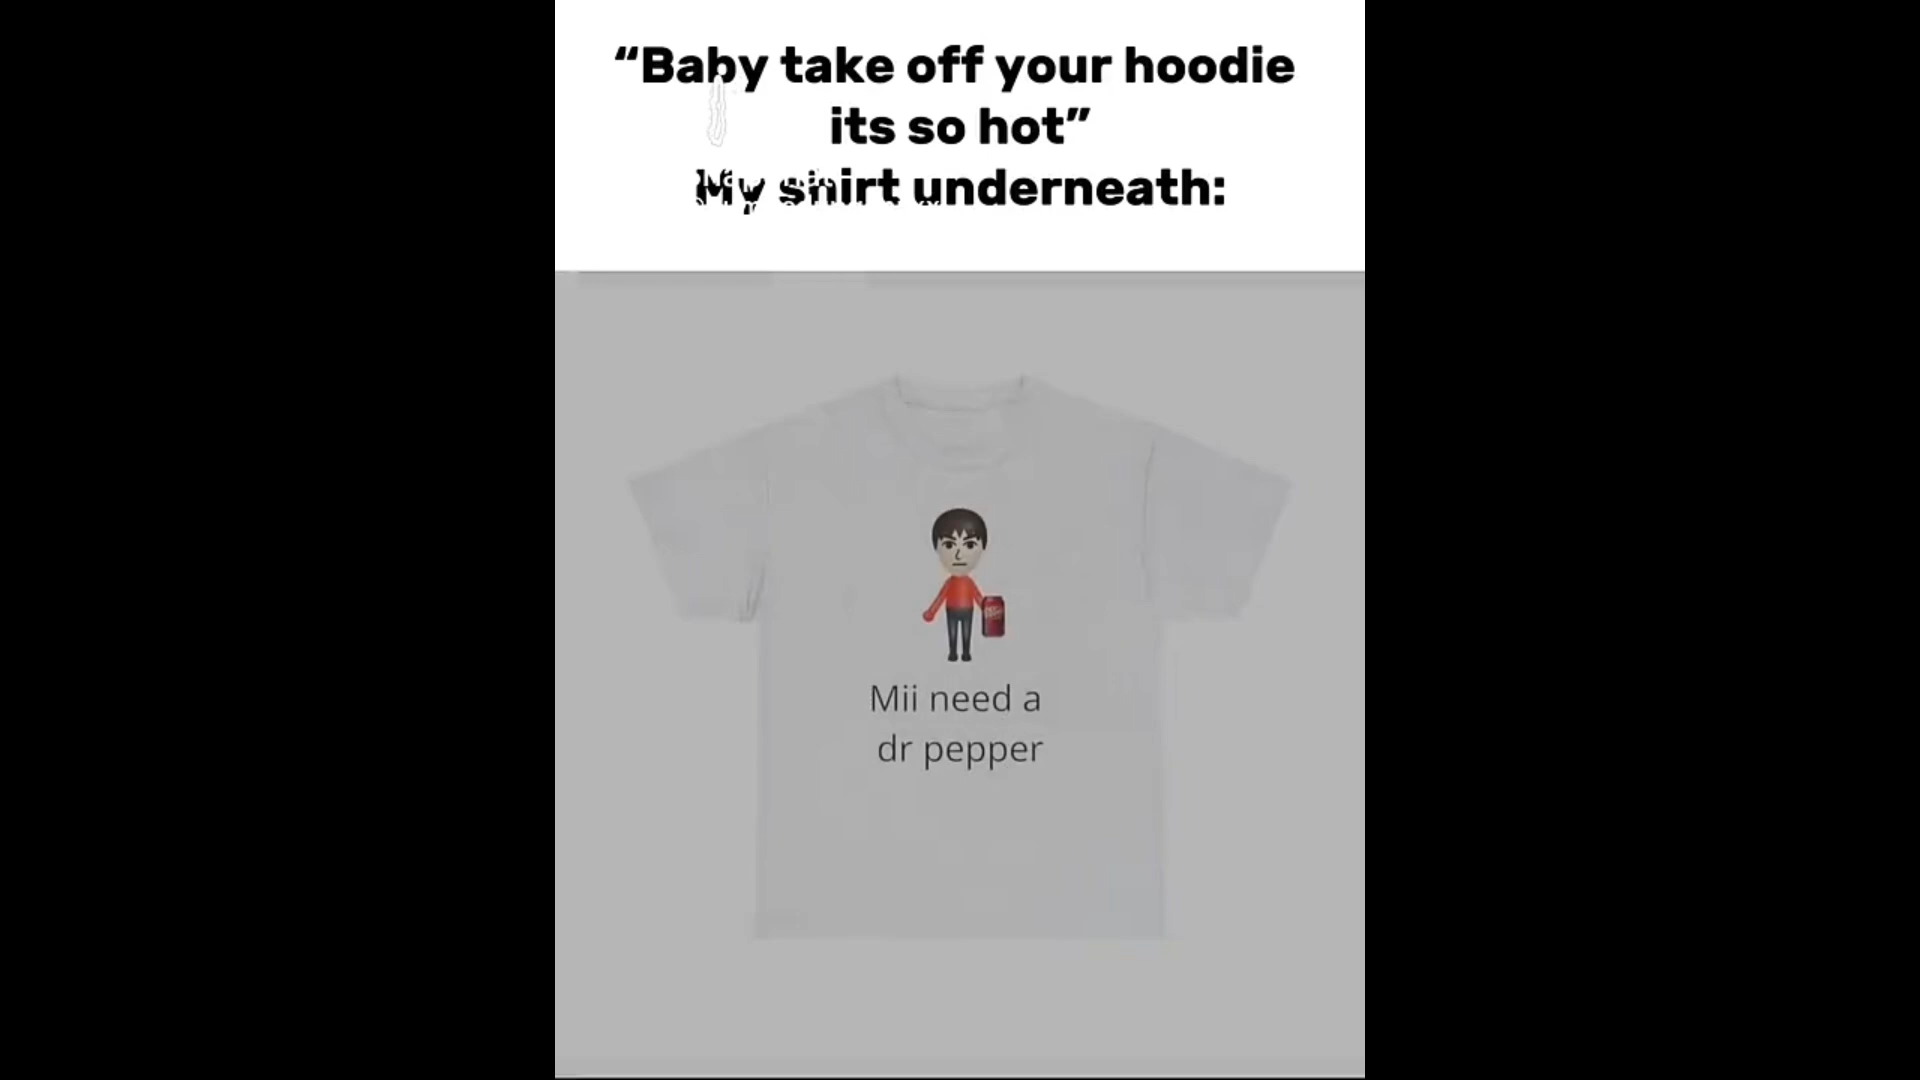 “Baby take off your hoodie
its so hot”
My shirt underneath:
Mii need a
dr pepper